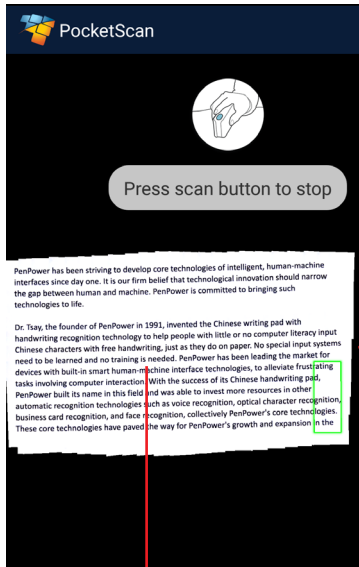 PocketScan
Press scan button to stop
PenPower has been striving to develop core technologies of intelligent, human-machine
interfaces since day one. It is our firm belief that technological innovation should narrow
the gap between human and machine. PenPower is committed to bringing such
technologies to life.
Dr. Tsay, the founder of PenPower in 1991, invented the Chinese writing pad with
handwriting recognition technology to help people with little or no computer literacy input
Chinese characters with free handwriting, just as they do on paper. No special input systems
need to be learned and no training is needed. PenPower has been leading the market for
devices with built-in smart human-machine interface technologies, to alleviate frustrating
tasks involving computer interaction. With the success of its Chinese handwriting pad,
PenPower built its name in this field and was able to invest more resources in other
automatic recognition technologies such as voice recognition, optical character recognition,
business card recognition, and face recognition, collectively PenPower's core technologies.
These core technologies have paved the way for PenPower's growth and expansion in the